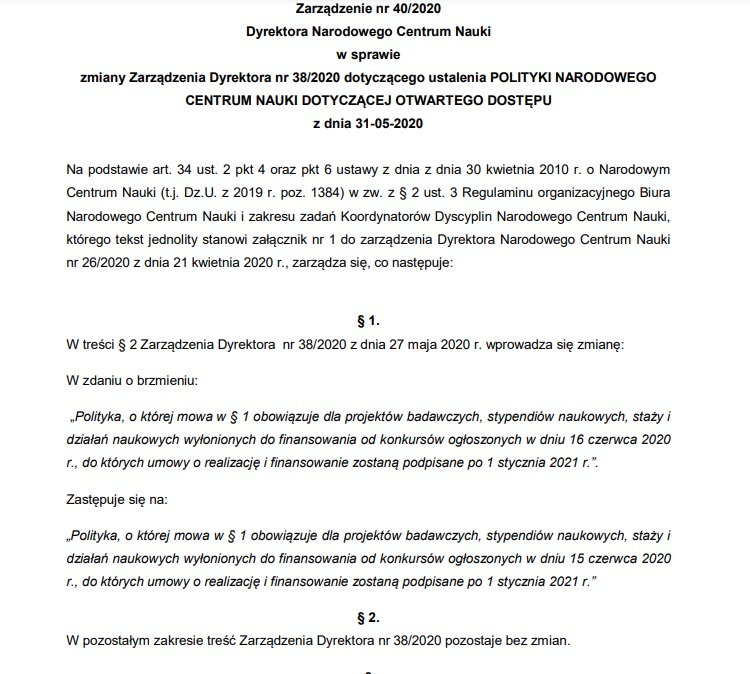 Zarządzenie nr 40/2020
Dyrektora Narodowego Centrum Nauki
w sprawie
zmiany Zarządzenia Dyrektora nr 38/2020 dotyczącego ustalenia POLITYKI NARODOWEGO
CENTRUM NAUKI DOTYCZĄCEJ OTWARTEGO DOSTĘPU
z dnia 31-05-2020
Na podstawie art. 34 ust. 2 pkt 4 oraz pkt 6 ustawy z dnia z dnia 30 kwietnia 2010 r. o Narodowym
Centrum Nauki (t.j. Dz.U. z 2019 r. poz. 1384) w zw. z § 2 ust. 3 Regulaminu organizacyjnego Biura
Narodowego Centrum Nauki i zakresu zadań Koordynatorów Dyscyplin Narodowego Centrum Nauki,
którego tekst jednolity stanowi załącznik nr 1 do zarządzenia Dyrektora Narodowego Centrum Nauki
nr 26/2020 z dnia 21 kwietnia 2020 r., zarządza się, co następuje:
§ 1.
W treści § 2 Zarządzenia Dyrektora nr 38/2020 z dnia 27 maja 2020 r. wprowadza się zmianę:
W zdaniu o brzmieniu:
„Polityka, o której mowa w § 1 obowiązuje dla projektów badawczych, stypendiów naukowych, staży i
działań naukowych wyłonionych do finansowania od konkursów ogłoszonych w dniu 16 czerwca 2020
r., do których umowy o realizację i finansowanie zostaną podpisane po 1 stycznia 2021 r.”.
Zastępuje się na:
„Polityka, o której mowa w § 1 obowiązuje dla projektów badawczych, stypendiów naukowych, staży i
działań naukowych wyłonionych do finansowania od konkursów ogłoszonych w dniu 15 czerwca 2020
r., do których umowy o realizację i finansowanie zostaną podpisane po 1 stycznia 2021 r.”
§ 2.
W pozostałym zakresie treść Zarządzenia Dyrektora nr 38/2020 pozostaje bez zmian.